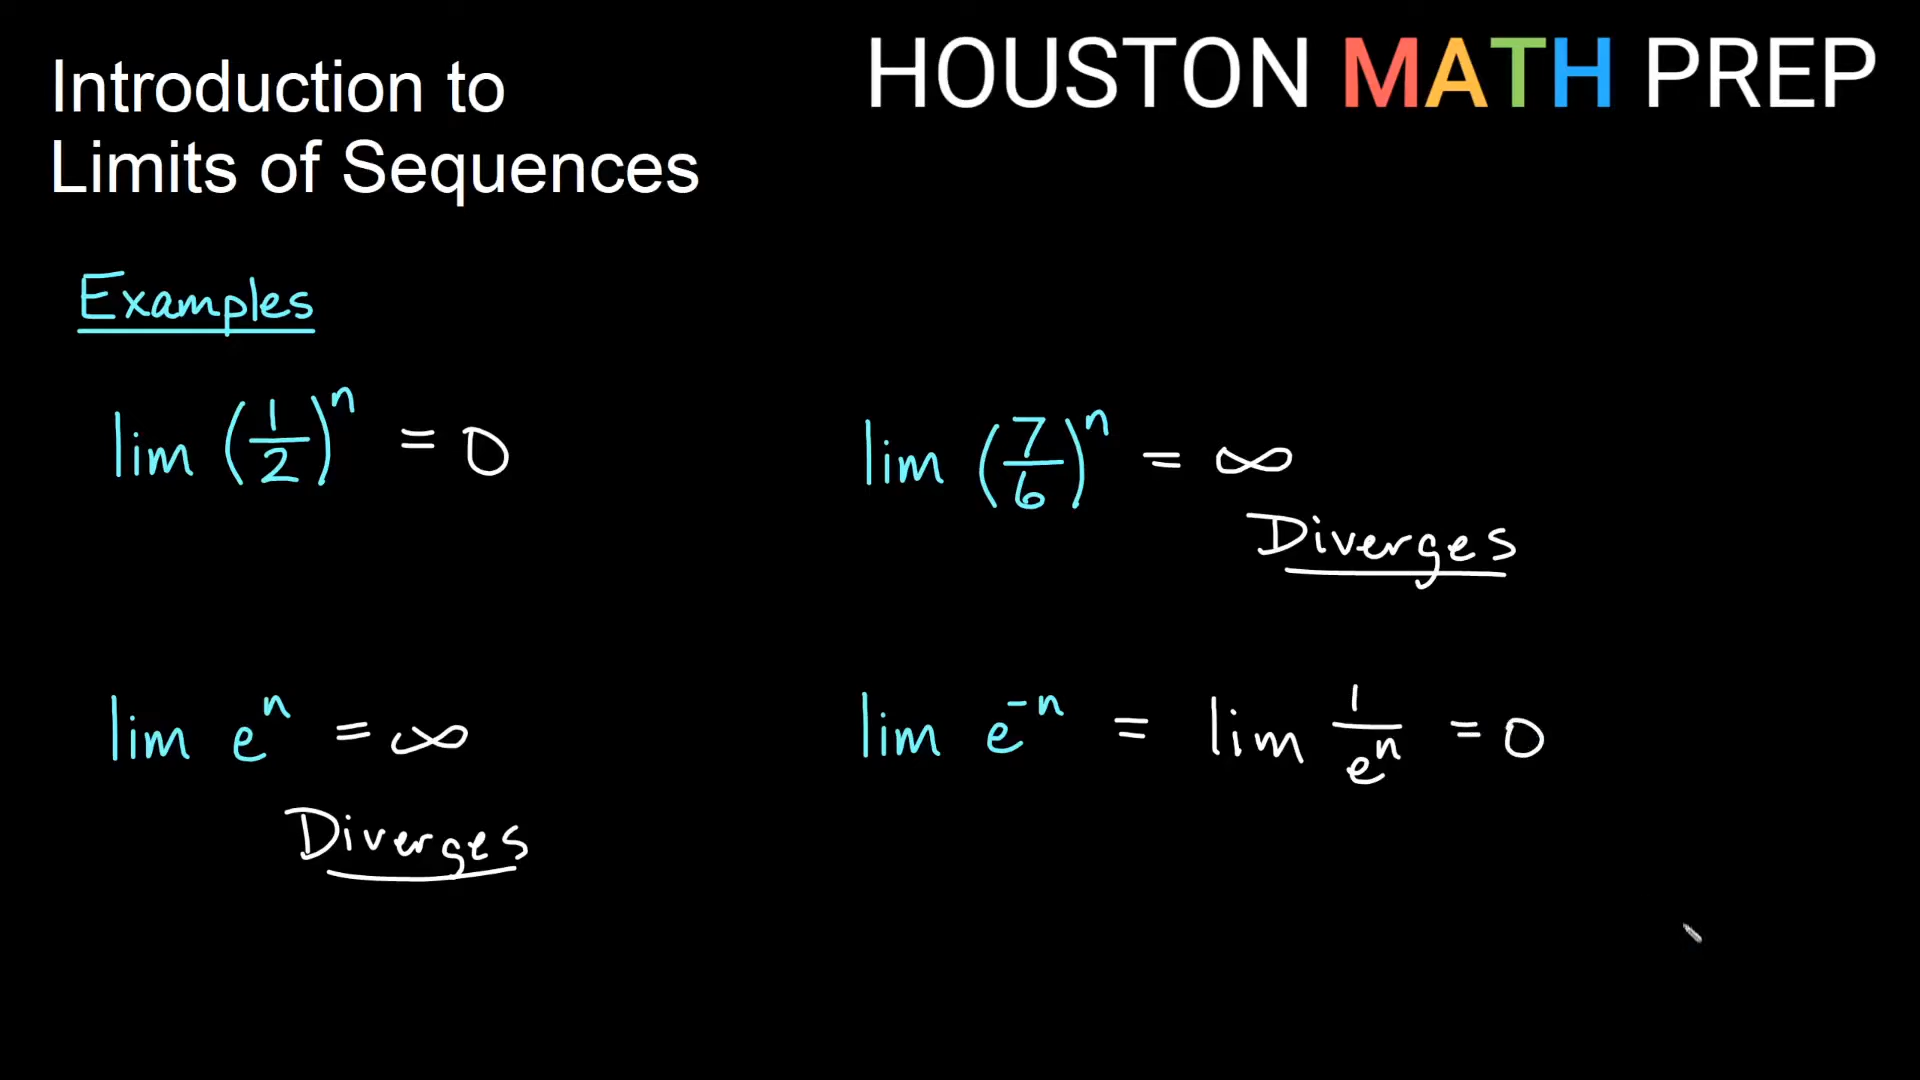 Introduction to
Limits of Sequences
HOUSTON MATH PREP
Examples
lim (1/2)^n = 0
lim (7/6)^n = ∞
Diverges
lim e^n = ∞
Diverges
lim e^-n = lim 1/e^n = 0